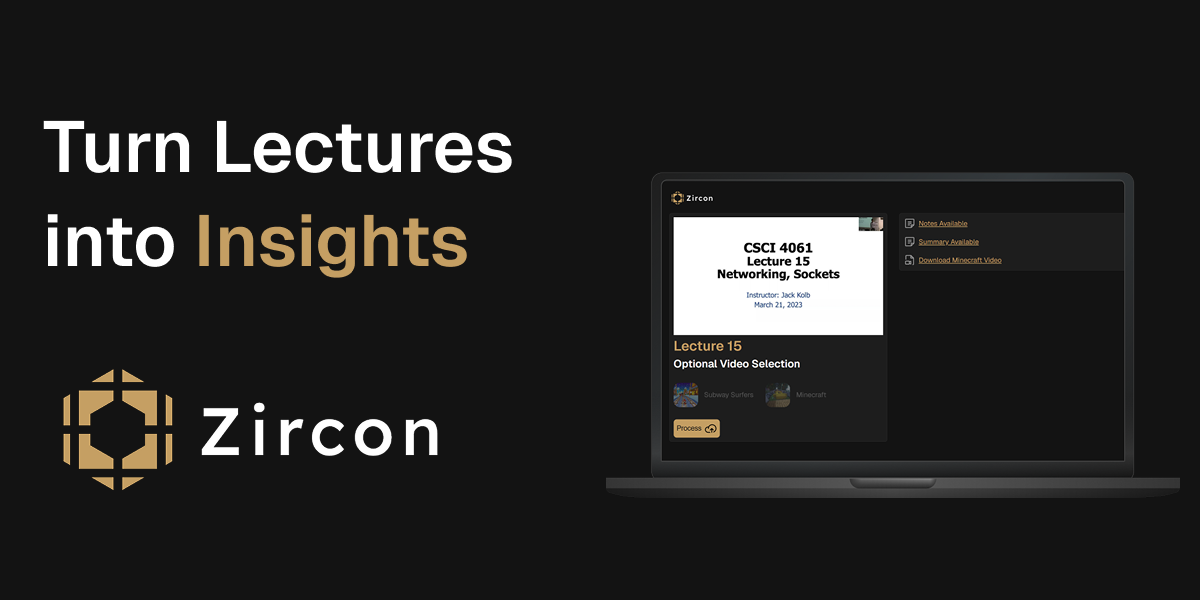 Turn Lectures
into Insights
Zircon
Zircon
CSCI 4061
Lecture 15
Networking, Sockets
Instructor: Jack Kolb
March 21, 2023
Lecture 15
Optional Video Selection
Subway Surfers
Minecraft
Process
Notes Available
Summary Available
Download Minecraft Video